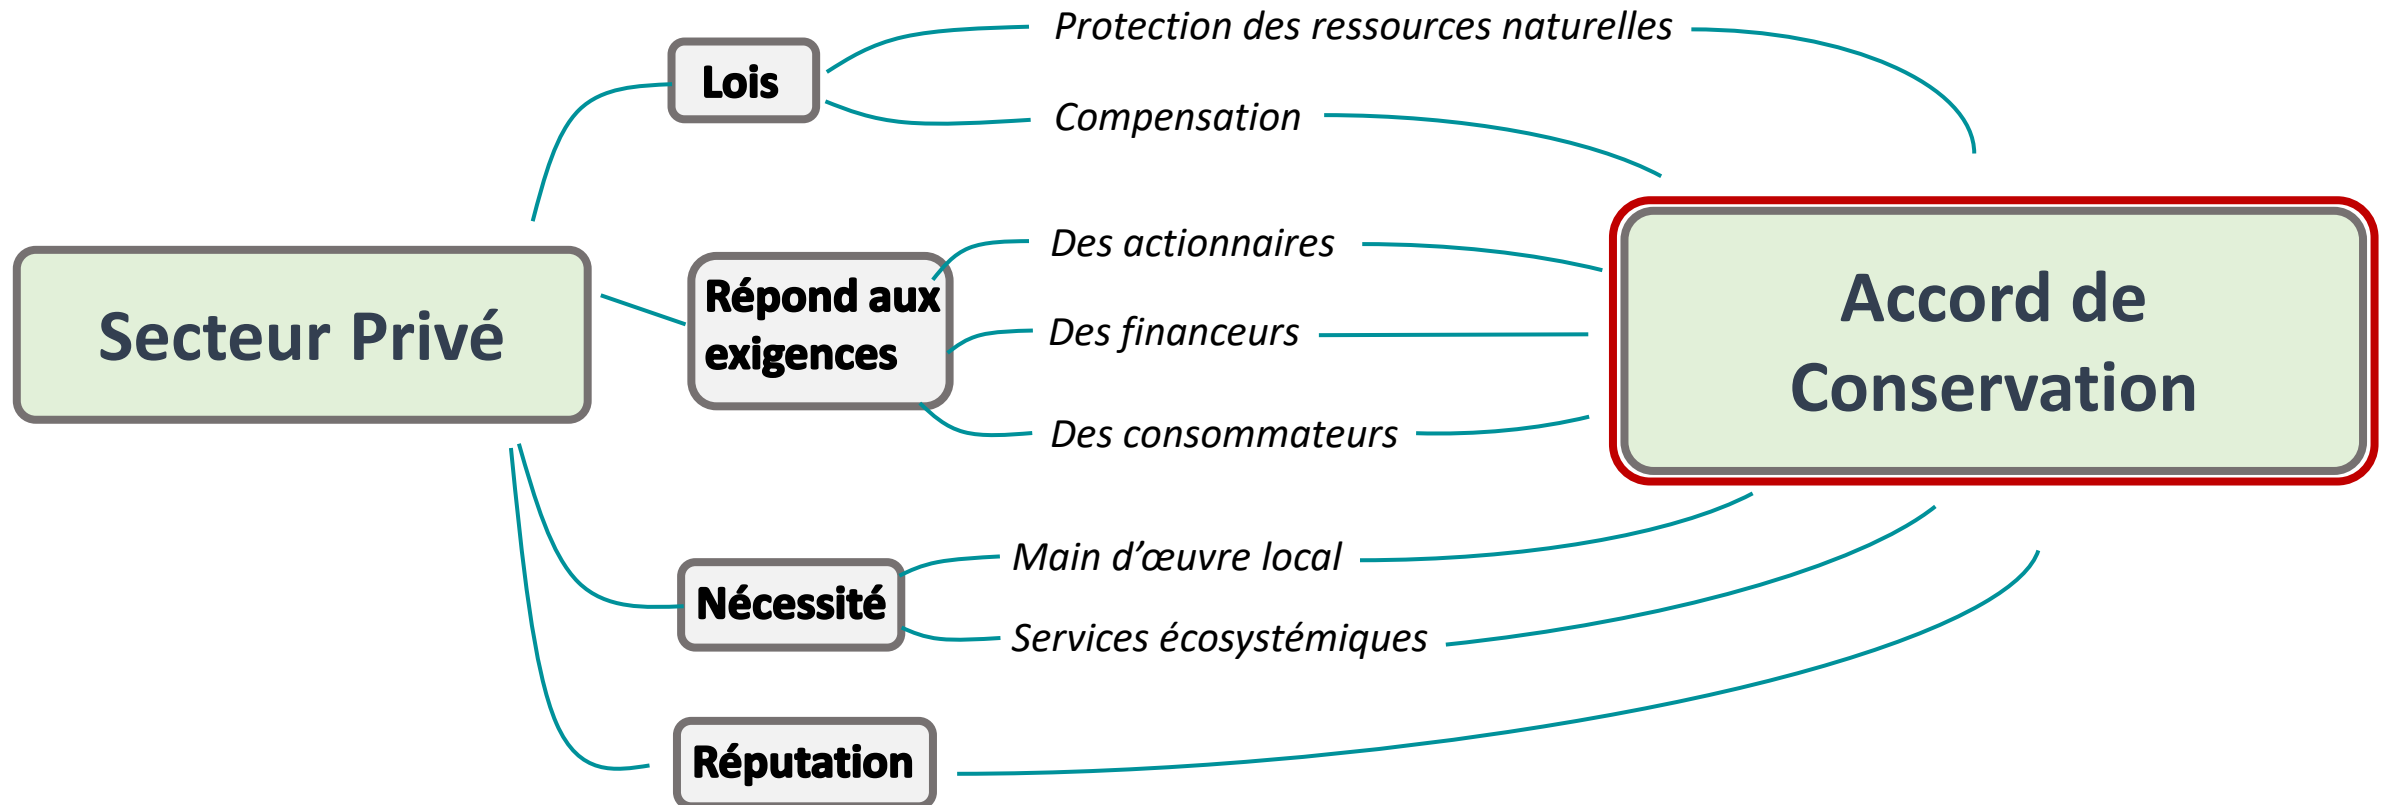 Protection des ressources naturelles
Lois
Compensation
Des actionnaires
Répond aux
exigences
Secteur Privé
Des financeurs
Accord de
Conservation
Des consommateurs
Main d’œuvre local
Nécessité
Services écosystémiques
Réputation